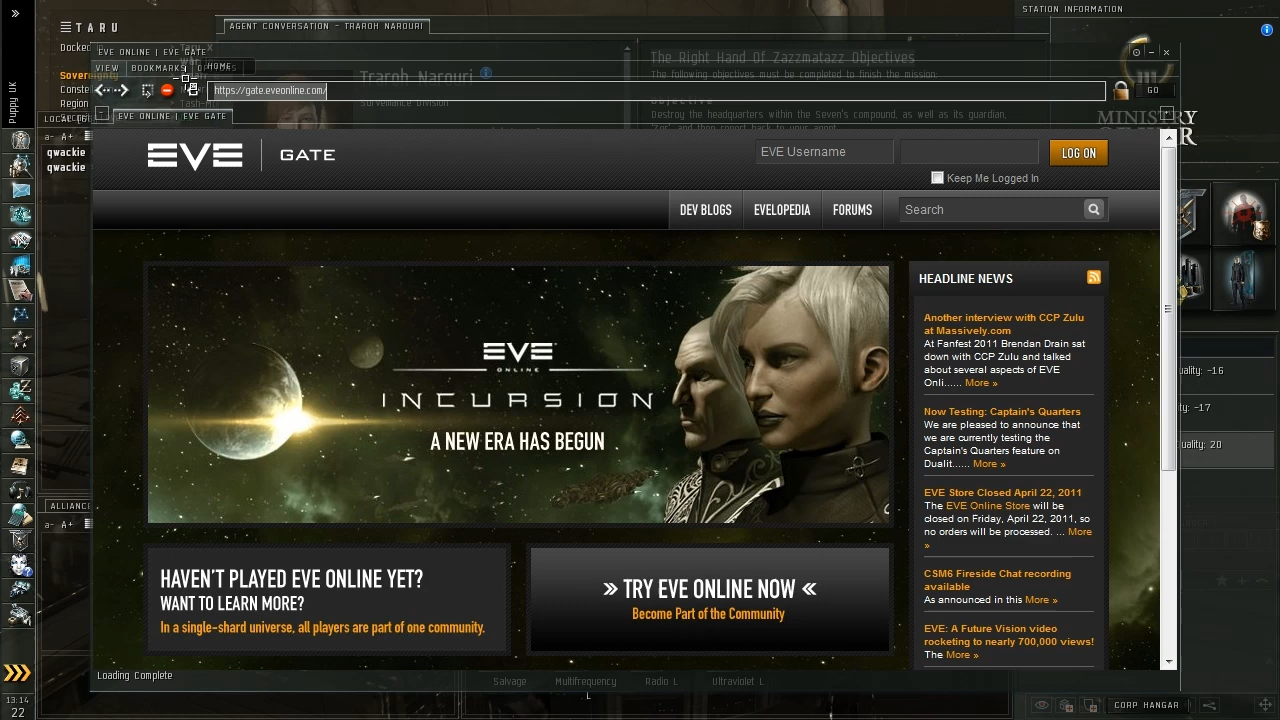 STATION INFORMATION
TARU
AGENT CONVERSATION - TRAROH NAROURI
EVE ONLINE | EVE GATE
VIEW BOOKMARKS OPTIONS HOME
Traroh Narouri
Surveillance Division
The Right Hand Of Zazzmatazz Objectives
The following objectives must be completed to finish the mission:
Objective
Destroy the headquarters within the Seven's compound, as well as its guardian,
https://gate.eveonline.com/
GO
EVE ONLINE | EVE GATE
MINISTRY
OF WAR
Puppy UK
a- A+
qwackie
qwackie
EVE GATE
EVE Username
LOG ON
Keep Me Logged In
DEV BLOGS EVELOPEDIA FORUMS
Search
EVE
ONLINE
INCURSION
A NEW ERA HAS BEGUN
HEADLINE NEWS
Another interview with CCP Zulu
at Massively.com
At Fanfest 2011 Brendan Drain sat
down with CCP Zulu and talked
about several aspects of EVE
Onli...... More »
Now Testing: Captain's Quarters
We are pleased to announce that
we are currently testing the
Captain's Quarters feature on
Dualit...... More »
EVE Store Closed April 22, 2011
The EVE Online Store will be
closed on Friday, April 22, 2011, so
no orders will be processed. ... More
»
CSM6 Fireside Chat recording
available
As announced in this More »
EVE: A Future Vision video
rocketing to nearly 700,000 views!
The More »
uality: -16
ty: -17
uality: 20
ALLIANC
a- A+
HAVEN'T PLAYED EVE ONLINE YET?
WANT TO LEARN MORE?
In a single-shard universe, all players are part of one community.
» TRY EVE ONLINE NOW «
Become Part of the Community
Loading Complete
Salvage Multifrequency L Radio L Ultraviolet L
CORP HANGAR
13:14
22